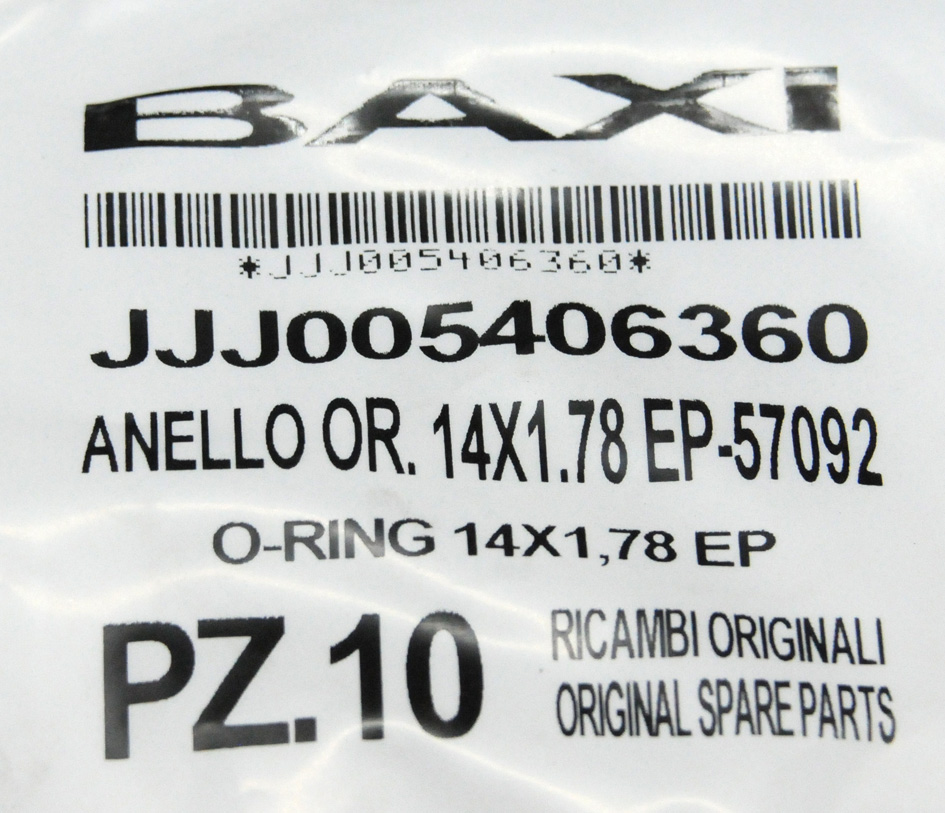 BAXI
*JJJ005406360*
JJJ005406360
ANELLO OR. 14X1.78 EP-57092
O-RING 14X1,78 EP
PZ.10
RICAMBI ORIGINALI
ORIGINAL SPARE PARTS